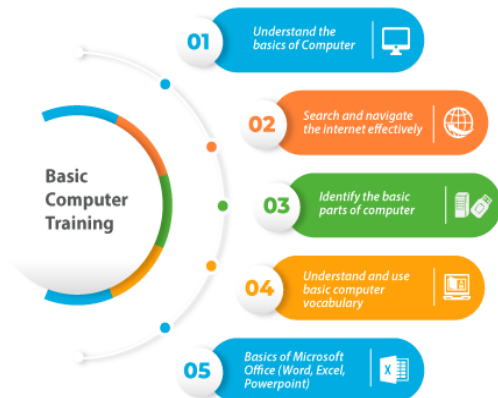 Basic
Computer
Training
01
Understand the
basics of Computer
02
Search and navigate
the internet effectively
03
Identify the basic
parts of computer
04
Understand and use
basic computer
vocabulary
05
Basics of Microsoft
Office (Word, Excel,
Powerpoint)
X